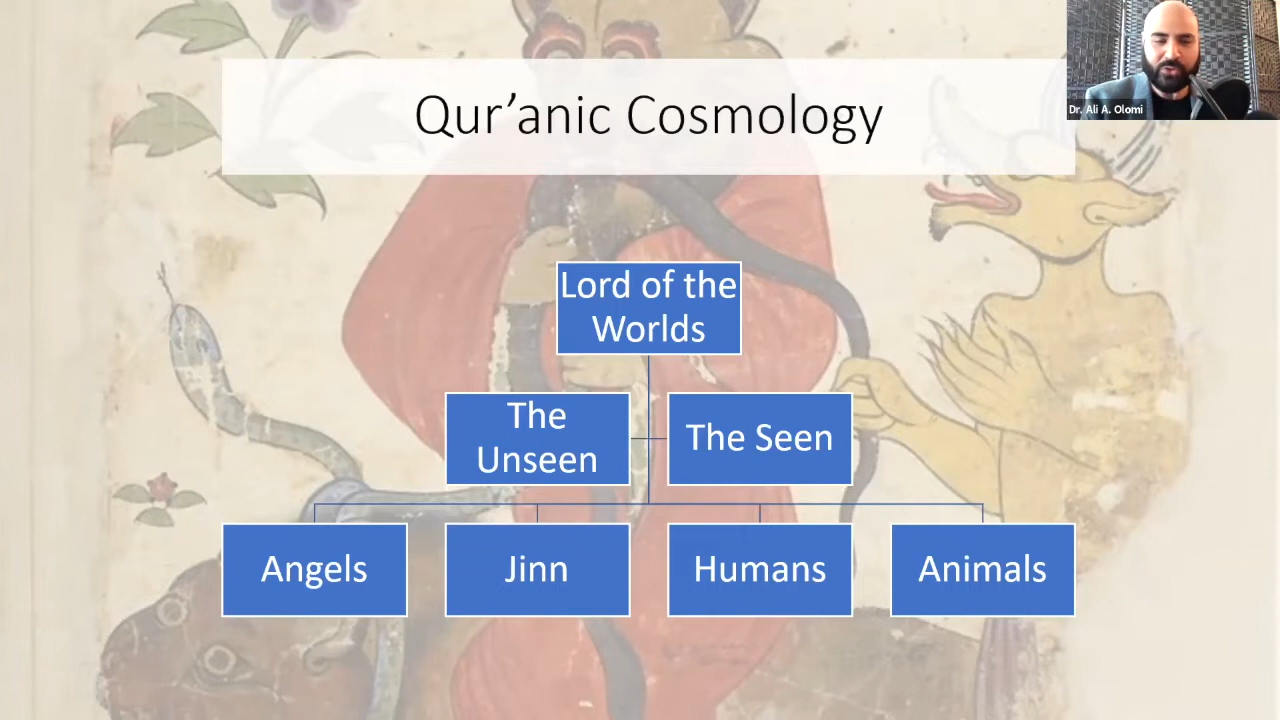 Qur’anic Cosmology
Dr. Ali A. Olomi
Lord of the
Worlds
The
Unseen
The Seen
Angels
Jinn
Humans
Animals